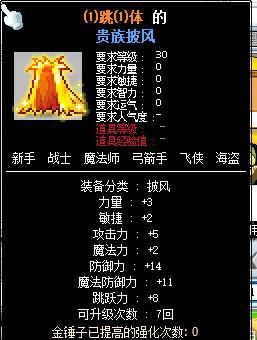 (1)跳(1)体 的
贵族披风
要求等级： 30
要求力量： 0
要求敏捷： 0
要求智力： 0
要求运气： 0
要求人气度：-
道具等级： -
道具经验值： -
新手 战士 魔法师 弓箭手 飞侠 海盗
装备分类 : 披风
力量 : +3
敏捷 : +2
攻击力 : +5
魔法力 : +2
防御力 : +14
魔法防御力 : +11
跳跃力 : +8
可升级次数 : 7回
金锤子已提高的强化次数: 0